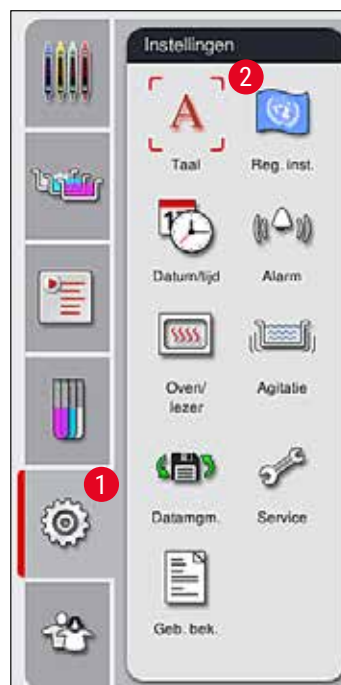 Instellingen
2
Taal
Reg. inst.
Datum/tijd
Alarm
Oven/
lezer
Agitatie
1
Datamgm.
Service
Geb. bek.